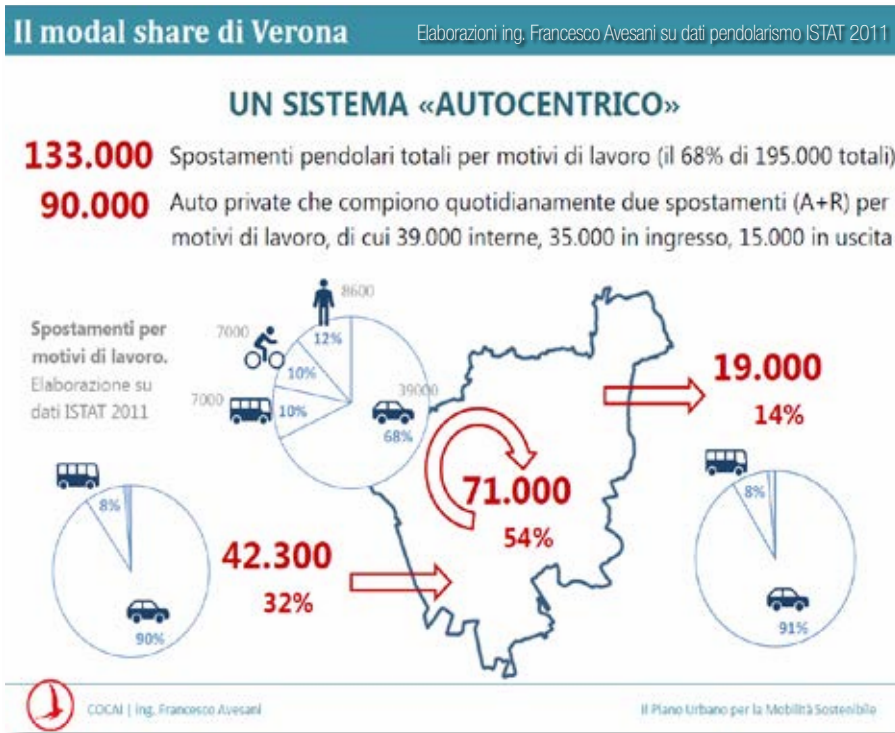 Il modal share di Verona
Elaborazioni ing. Francesco Avesani su dati pendolarismo ISTAT 2011
UN SISTEMA «AUTOCENTRICO»
133.000 Spostamenti pendolari totali per motivi di lavoro (il 68% di 195.000 totali)
90.000 Auto private che compiono quotidianamente due spostamenti (A+R) per
motivi di lavoro, di cui 39.000 interne, 35.000 in ingresso, 15.000 in uscita
Spostamenti per
motivi di lavoro.
Elaborazione su
dati ISTAT 2011
8600
7000
12%
10%
7000
10%
39000
68%
19.000
14%
71.000
54%
8%
90%
42.300
32%
8%
91%
COCAI | ing. Francesco Avesani
Il Piano Urbano per la Mobilità Sostenibile